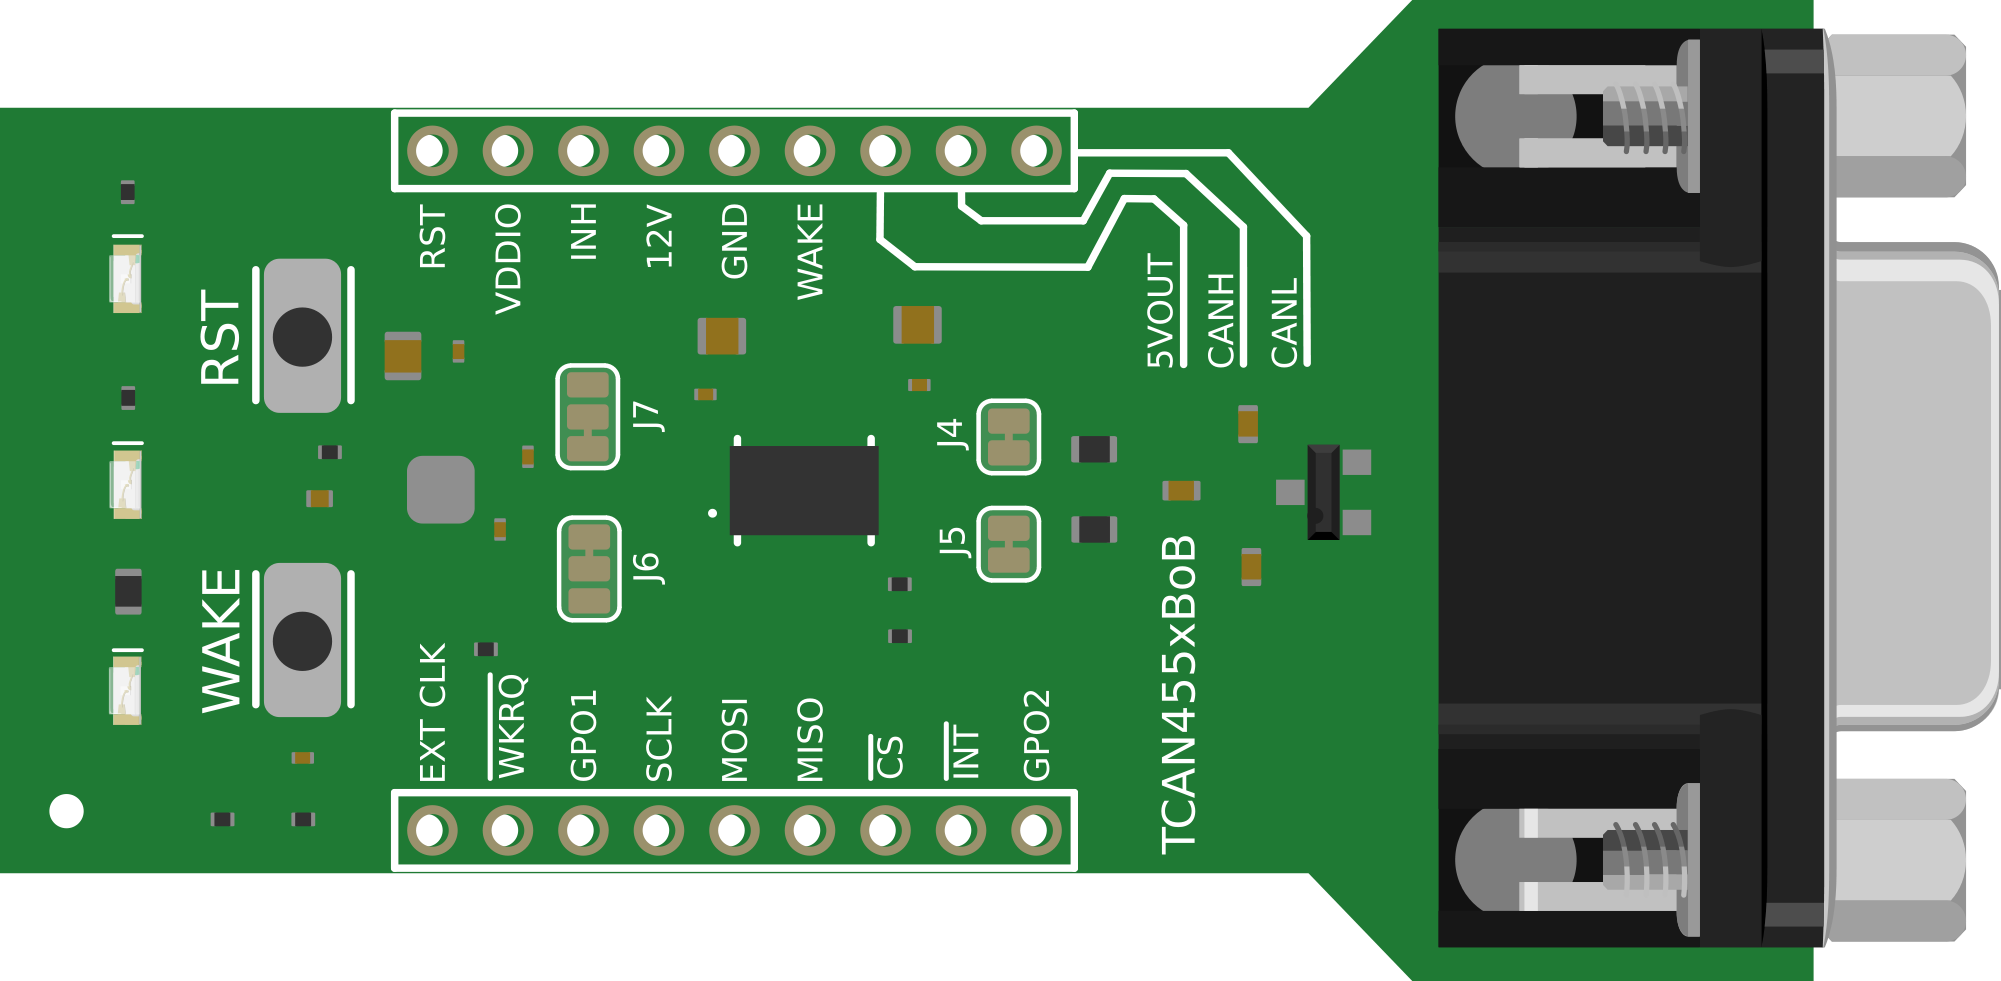 RST
VDDIO
INH
12V
GND
WAKE
5VOUT
CANH
CANL
RST
J7
J4
J5
J6
WAKE
TCAN455xBoB
EXT CLK
WKRQ
GPO1
SCLK
MOSI
MISO
CS
INT
GPO2